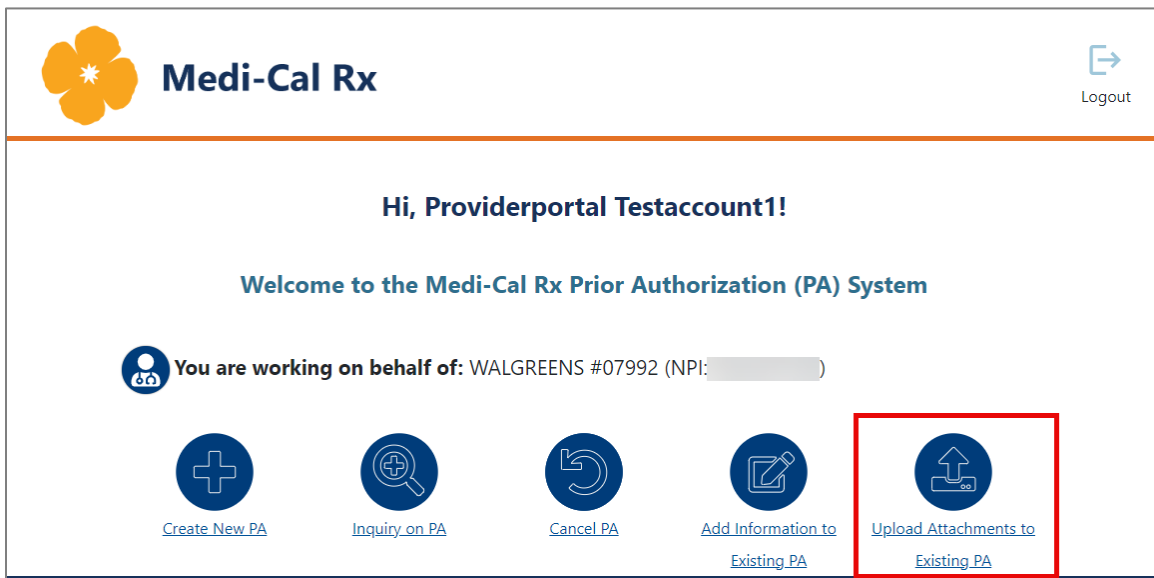 Medi-Cal Rx
Logout
Hi, Providerportal Testaccount1!
Welcome to the Medi-Cal Rx Prior Authorization (PA) System
You are working on behalf of: WALGREENS #07992 (NPI: )
Create New PA
Inquiry on PA
Cancel PA
Add Information to
Existing PA
Upload Attachments to
Existing PA